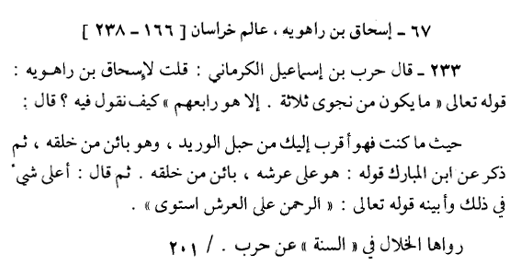 ٦٧ ـ إسحاق بن راهويه ، عالم خراسان [ ١٦٦ ـ ٢٣٨ ]
٢٣٣ ـ قال حرب بن إسماعيل الكرماني : قلت لإسحاق بن راهـويه :
قوله تعالى « ما يكون من نجوى ثلاثة . إلا هو رابعهم » كيف نقول فيه ؟ قال :
حيث ما كنت فهو أقرب إليك من حبل الوريد ، وهو بائن من خلقه ، ثم
ذكر عن ابن المبارك قوله : هو على عرشه ، بائن من خلقه . ثم قال : أعلى شيء
في ذلك وأبينه قوله تعالى : « الرحمن على العرش استوى » .
رواها الخلال في « السنة » عن حرب . / ٢٠١